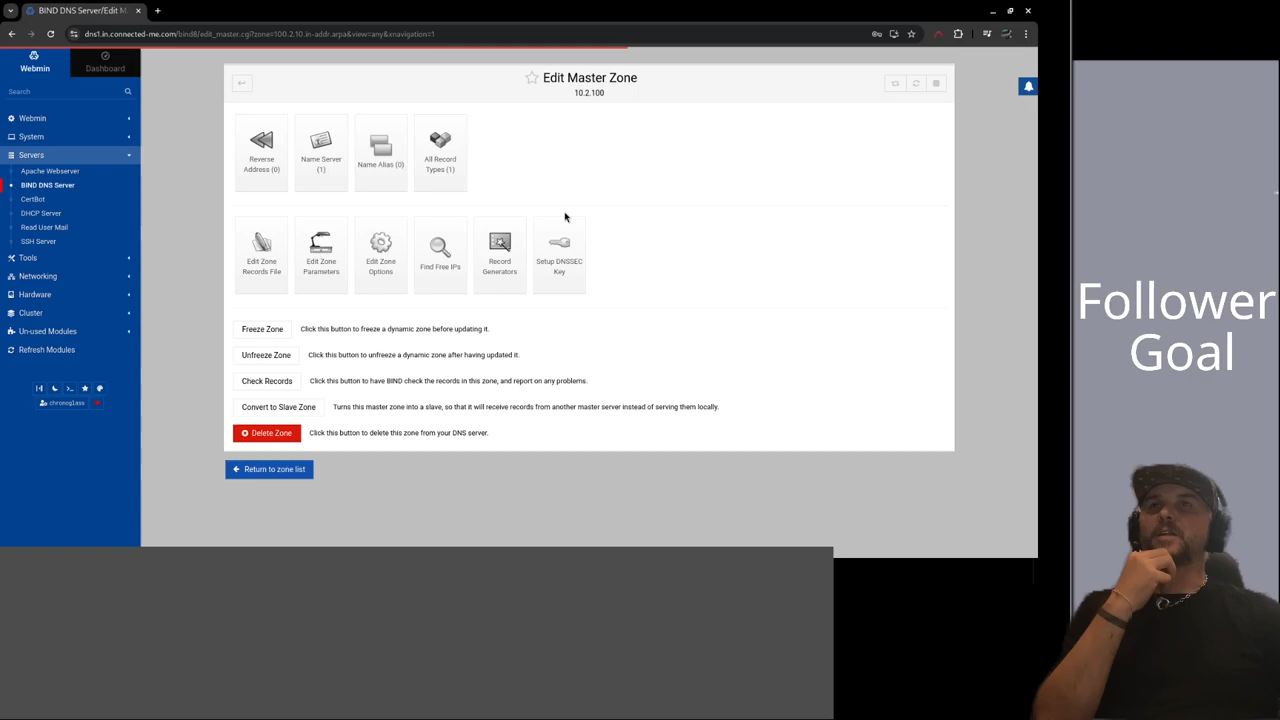 BIND DNS Server/Edit M
dns1.in.connected-me.com/bind8/edit_master.cgi?zone=100.2.10.in-addr.arpa&view=any&xnavigation=1
Webmin
Dashboard
Search
Webmin
System
Servers
Apache Webserver
BIND DNS Server
CertBot
DHCP Server
Read User Mail
SSH Server
Tools
Networking
Hardware
Cluster
Un-used Modules
Refresh Modules
chronoglass
Edit Master Zone
10.2.100
Reverse
Address (0)
Name Server
(1)
Name Alias (0)
All Record
Types (1)
Edit Zone
Records File
Edit Zone
Parameters
Edit Zone
Options
Find Free IPs
Record
Generators
Setup DNSSEC
Key
Freeze Zone Click this button to freeze a dynamic zone before updating it.
Unfreeze Zone Click this button to unfreeze a dynamic zone after having updated it.
Check Records Click this button to have BIND check the records in this zone, and report on any problems.
Convert to Slave Zone Turns this master zone into a slave, so that it will receive records from another master server instead of serving them locally.
Delete Zone Click this button to delete this zone from your DNS server.
Return to zone list
Follower
Goal